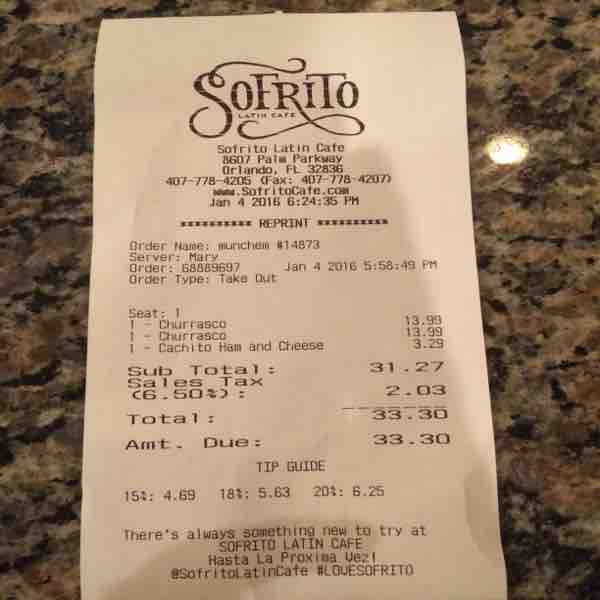 SOFRITO
LATIN CAFE
Sofrito Latin Cafe
8607 Palm Parkway
Orlando, FL 32836
407-778-4205 (Fax: 407-778-4207)
www.SofritoCafe.com
Jan 4 2016 6:24:35 PM
********** REPRINT **********
Order Name: munchem #14873
Server: Mary
Order: 68889697 Jan 4 2016 5:58:49 PM
Order Type: Take Out
Seat: 1
1 - Churrasco 13.99
1 - Churrasco 13.99
1 - Cachito Ham and Cheese 3.29
Sub Total: 31.27
Sales Tax
(6.50%): 2.03
Total: 33.30
Amt. Due: 33.30
TIP GUIDE
15%: 4.69 18%: 5.63 20%: 6.25
There's always something new to try at
SOFRITO LATIN CAFE
Hasta La Proxima Vez!
@SofritoLatinCafe #LOVESOFRITO